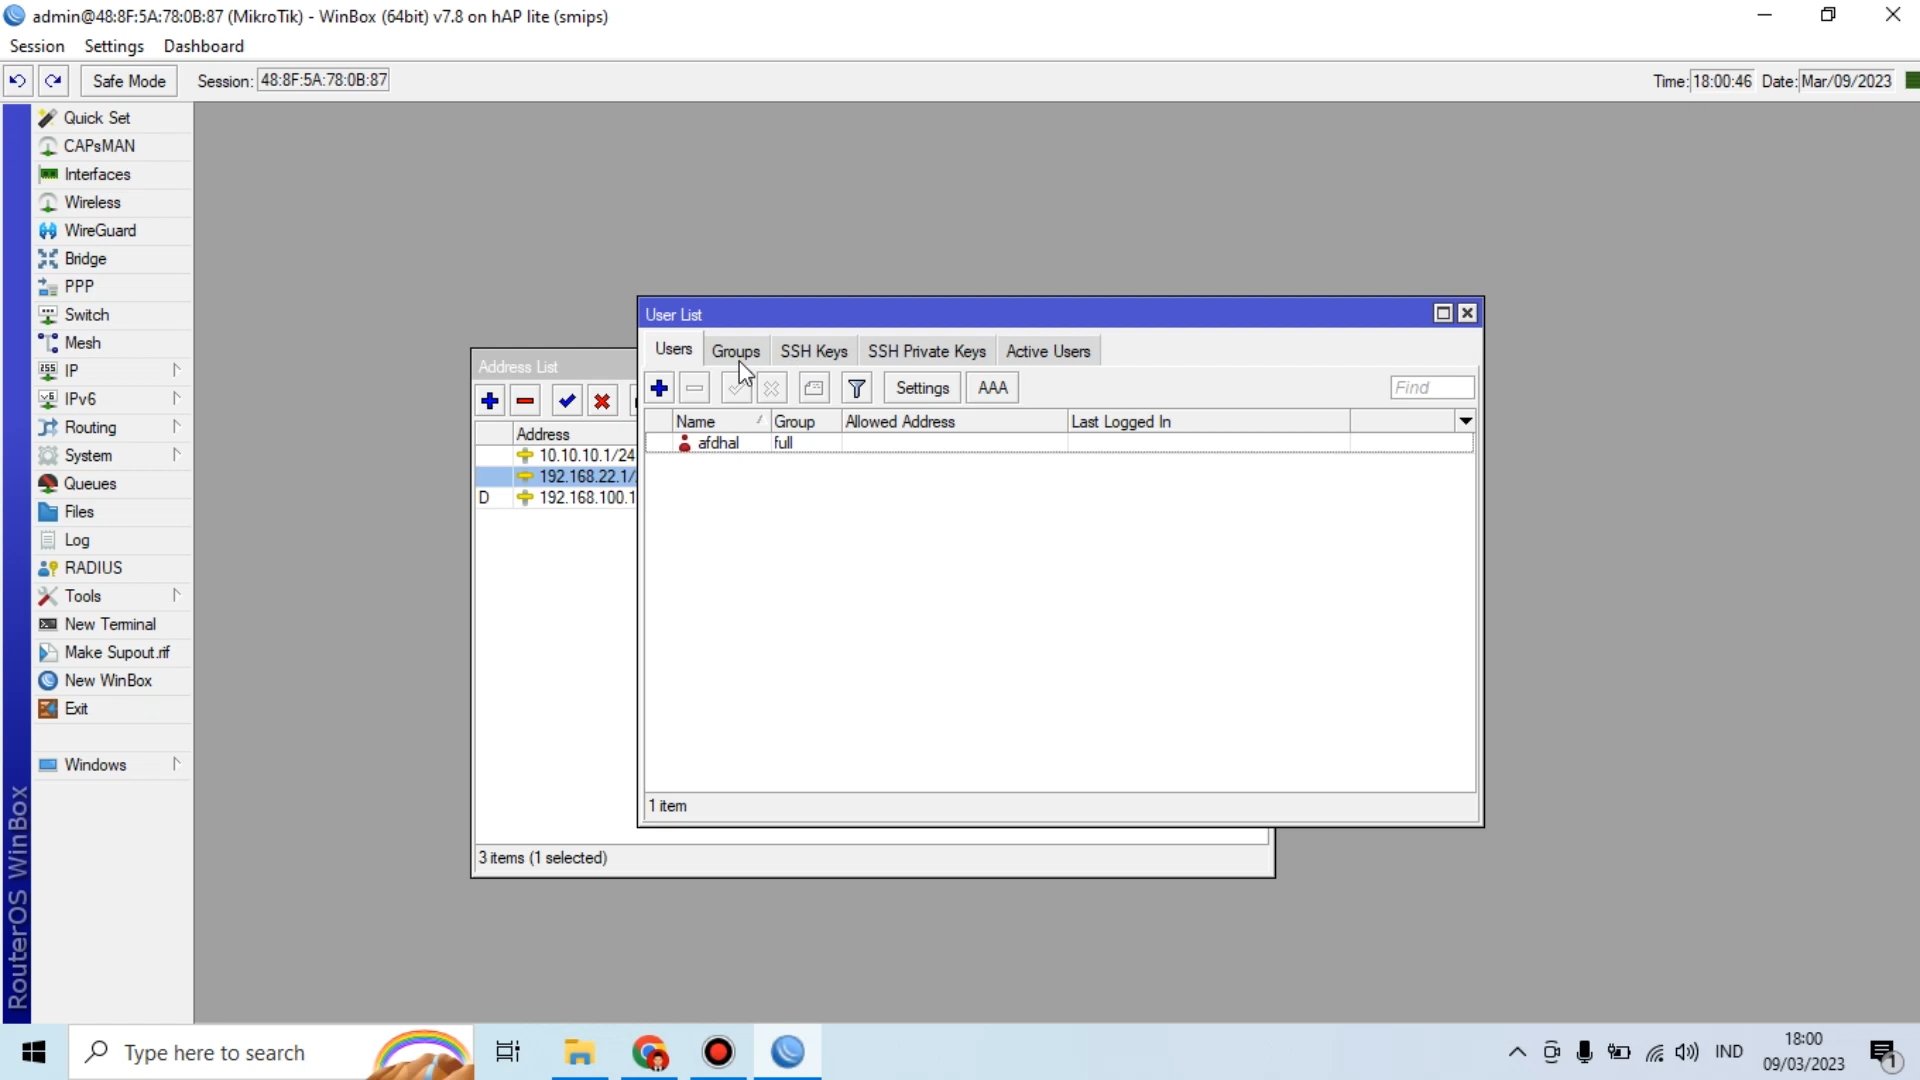 admin@48:8F:5A:78:0B:87 (MikroTik) - WinBox (64bit) v7.8 on hAP lite (smips)
Session Settings Dashboard
Safe Mode Session: 48:8F:5A:78:0B:87 Time: 18:00:46 Date: Mar/09/2023
Quick Set
CAPsMAN
Interfaces
Wireless
WireGuard
Bridge
PPP
Switch
Mesh
IP
IPv6
Routing
System
Queues
Files
Log
RADIUS
Tools
New Terminal
Make Supout.rif
New WinBox
Exit
Windows
RouterOS WinBox
Address List
Address
10.10.10.1/24
192.168.22.1/
D 192.168.100.1
3 items (1 selected)
User List
Users Groups SSH Keys SSH Private Keys Active Users
Settings AAA Find
Name Group Allowed Address Last Logged In
afdhal full
1 item
Type here to search
IND
18:00
09/03/2023
1